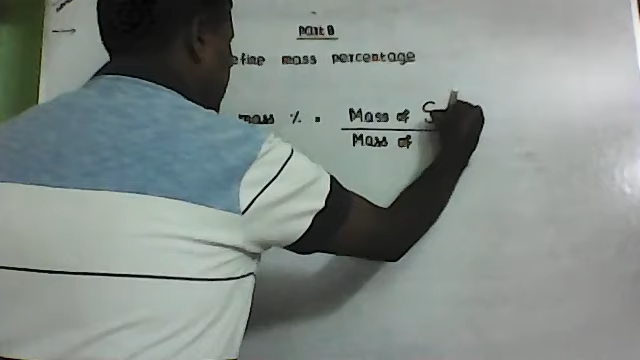 Part B
efine mass percentage
mass % = Mass of S
Mass of